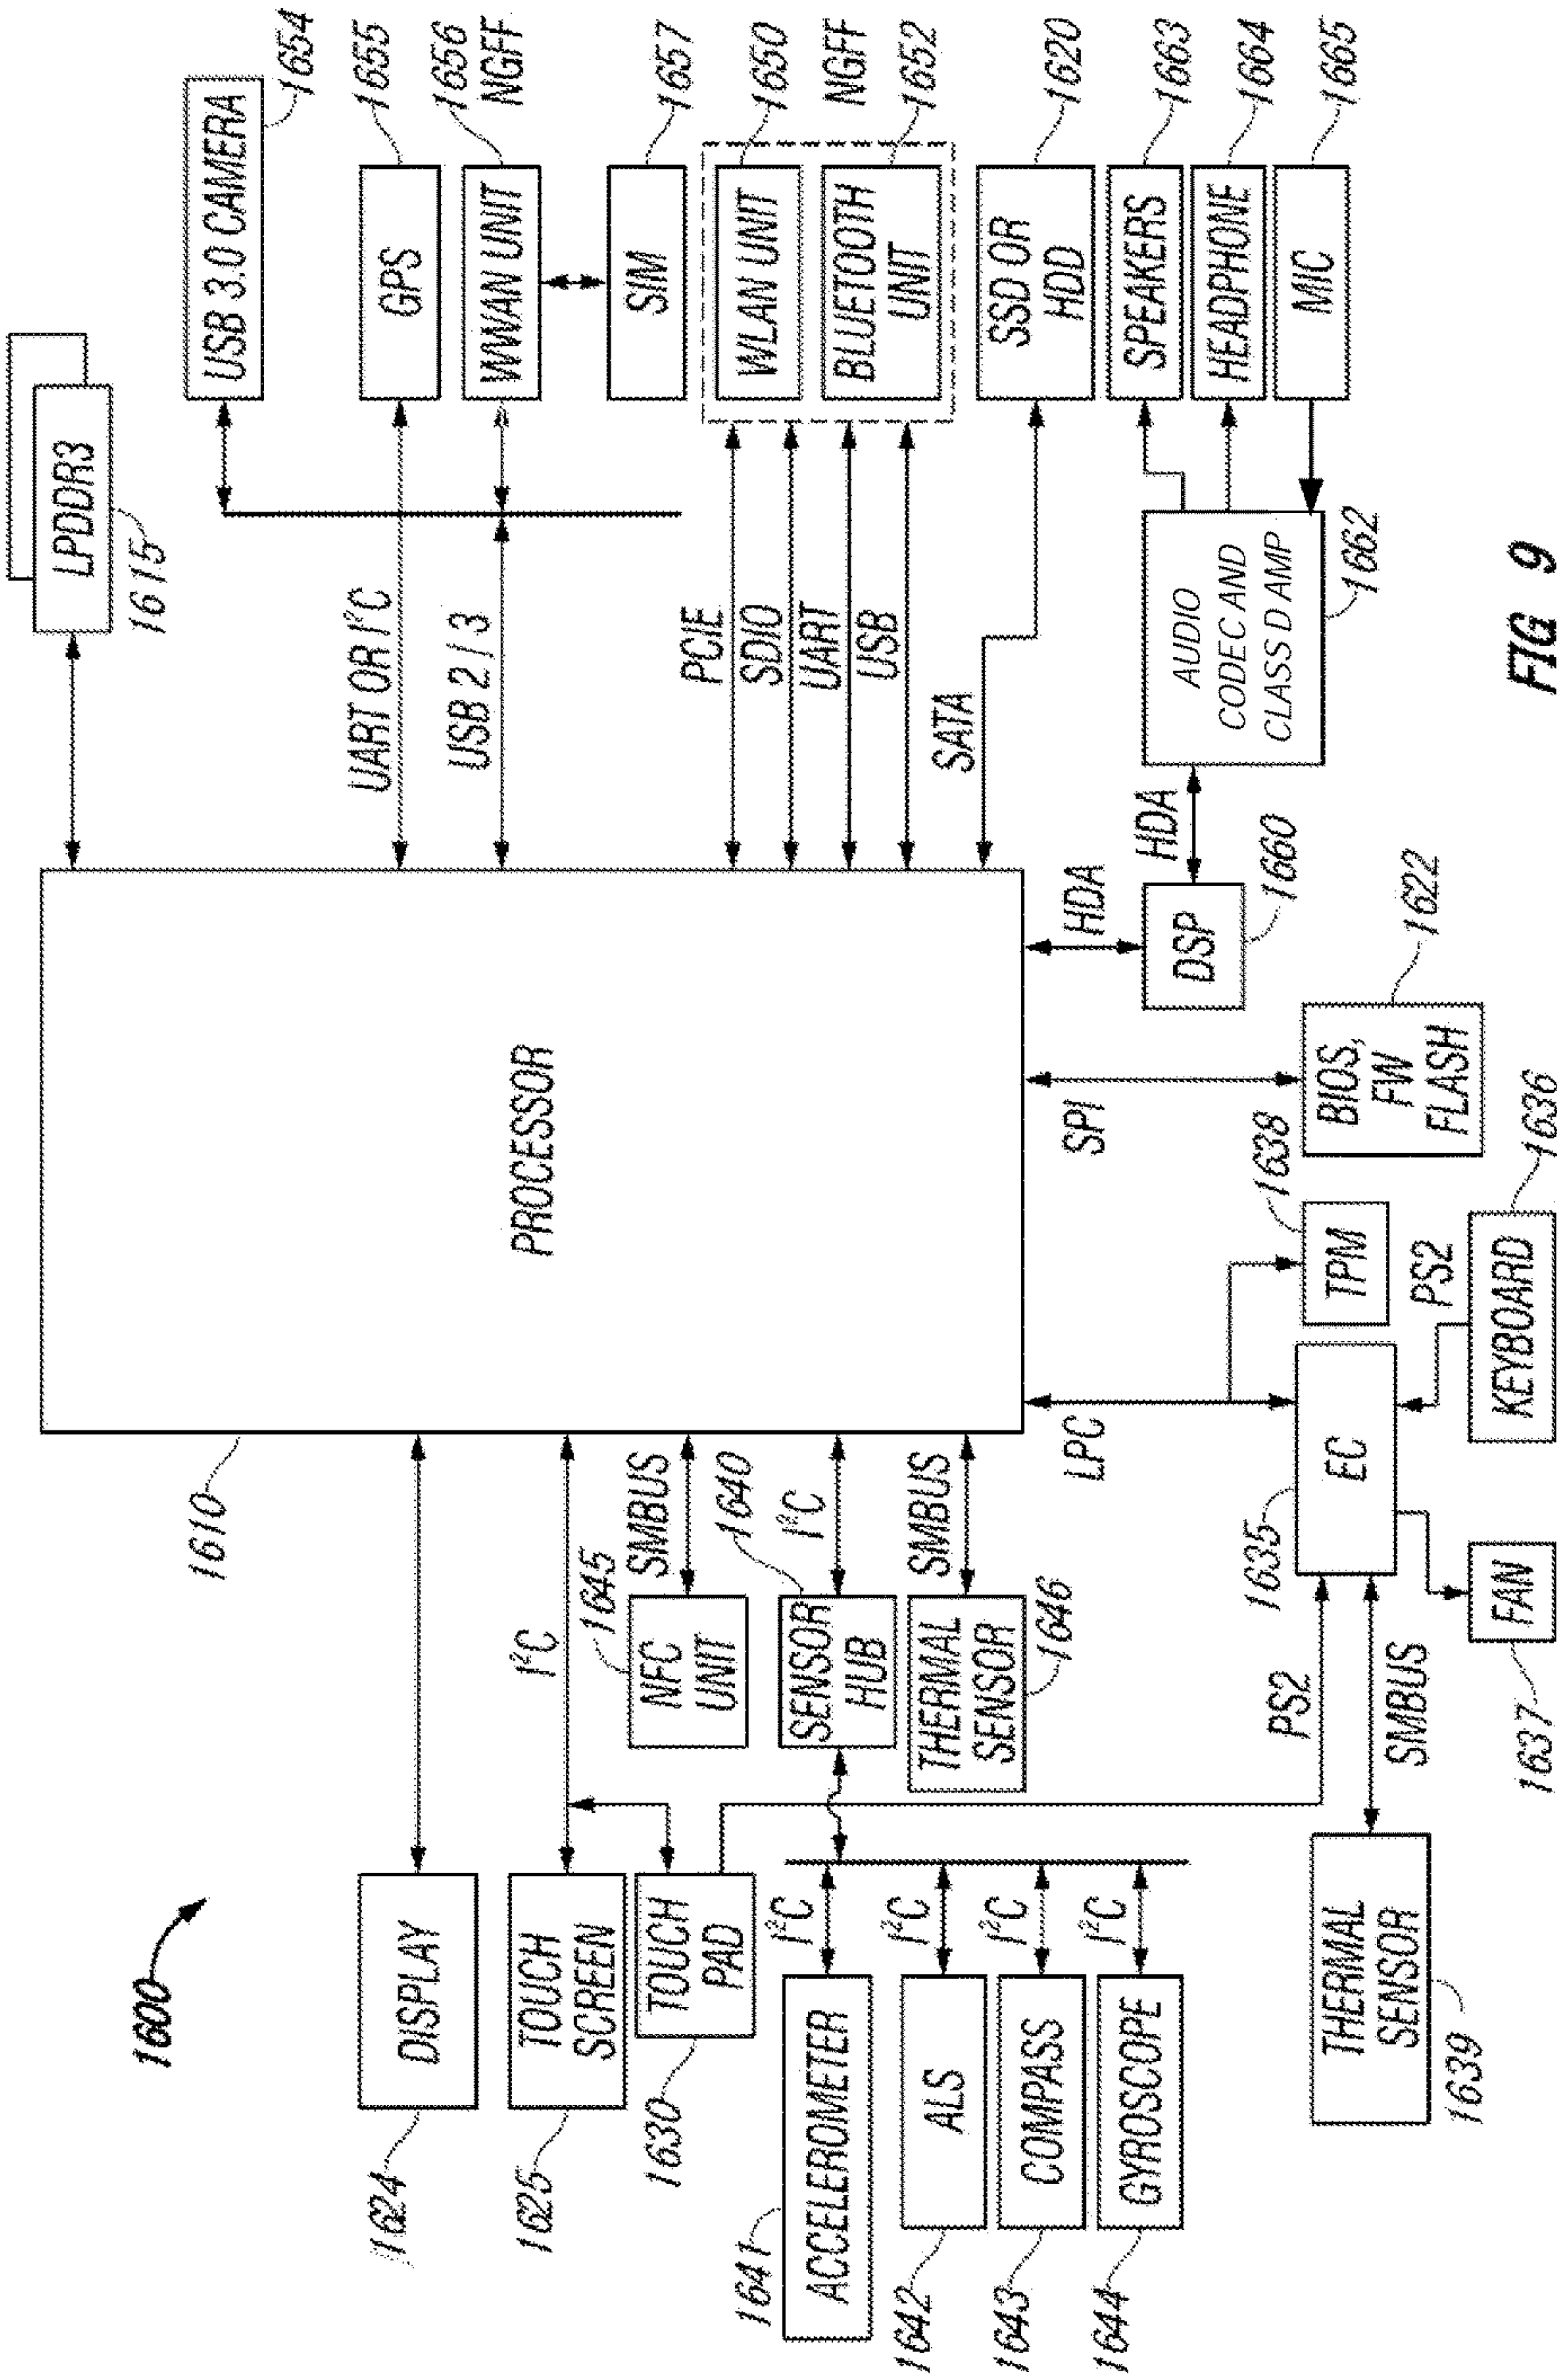 1600
1610
PROCESSOR
LPDDR3
1615
USB 3.0 CAMERA
1654
UART OR I²C
GPS
1655
USB 2 / 3
WWAN UNIT
1656
NGFF
SIM
1657
PCIE
SDIO
UART
USB
WLAN UNIT
1650
NGFF
BLUETOOTH
UNIT
1652
SATA
SSD OR
HDD
1620
SPEAKERS
1663
HEADPHONE
1664
MIC
1665
AUDIO
CODEC AND
CLASS D AMP
1662
HDA
HDA
DSP
1660
SPI
BIOS,
FW
FLASH
1622
DISPLAY
1624
I²C
TOUCH
SCREEN
1625
TOUCH
PAD
1630
SMBUS
NFC
UNIT
1645
1640
I²C
SENSOR
HUB
SMBUS
THERMAL
SENSOR
1646
I²C
ACCELEROMETER
1641
I²C
ALS
1642
I²C
COMPASS
1643
I²C
GYROSCOPE
1644
LPC
TPM
1638
EC
1635
PS2
KEYBOARD
1636
PS2
SMBUS
FAN
1637
THERMAL
SENSOR
1639
FIG 9